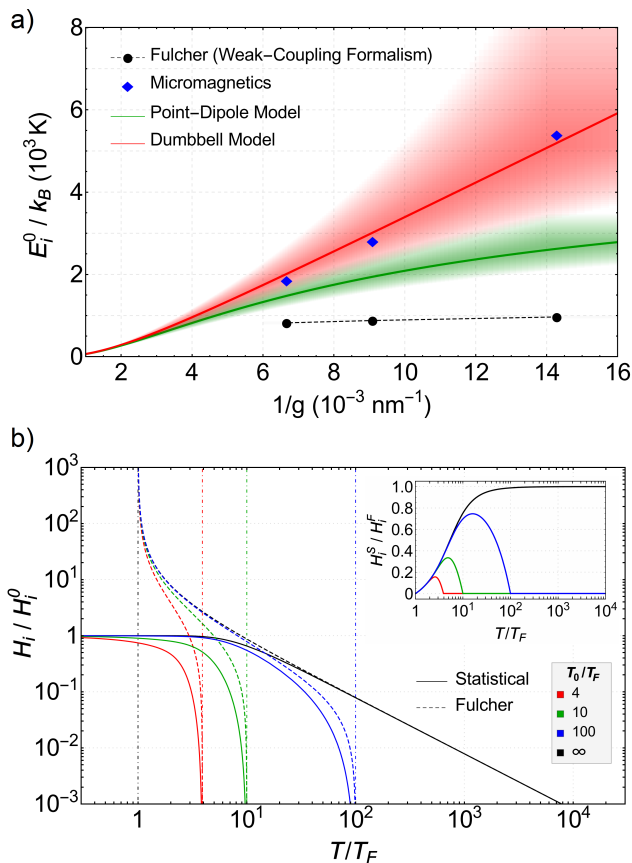 a)
8
6
4
2
0
E_i^0 / k_B (10^3 K)
Fulcher (Weak–Coupling Formalism)
Micromagnetics
Point–Dipole Model
Dumbbell Model
2 4 6 8 10 12 14 16
1/g (10^−3 nm^−1)
b)
10^3
10^2
10^1
1
10^−1
10^−2
10^−3
H_i / H_i^0
1.0
0.8
0.6
0.4
0.2
0
H_i^S / H_i^F
1 10^1 10^2 10^3 10^4
T/T_F
Statistical
Fulcher
T_0/T_F
4
10
100
∞
1 10^1 10^2 10^3 10^4
T/T_F